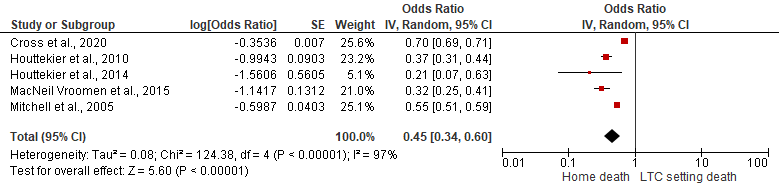 Odds Ratio Odds Ratio
Study or Subgroup log[Odds Ratio] SE Weight IV, Random, 95% CI IV, Random, 95% CI
Cross et al., 2020 -0.3536 0.007 25.6% 0.70 [0.69, 0.71]
Houttekier et al., 2010 -0.9943 0.0903 23.2% 0.37 [0.31, 0.44]
Houttekier et al., 2014 -1.5606 0.5605 5.1% 0.21 [0.07, 0.63]
MacNeil Vroomen et al., 2015 -1.1417 0.1312 21.0% 0.32 [0.25, 0.41]
Mitchell et al., 2005 -0.5987 0.0403 25.1% 0.55 [0.51, 0.59]
Total (95% CI) 100.0% 0.45 [0.34, 0.60]
Heterogeneity: Tau² = 0.08; Chi² = 124.38, df = 4 (P < 0.00001); I² = 97%
Test for overall effect: Z = 5.60 (P < 0.00001)
0.01 0.1 1 10 100
Home death LTC setting death